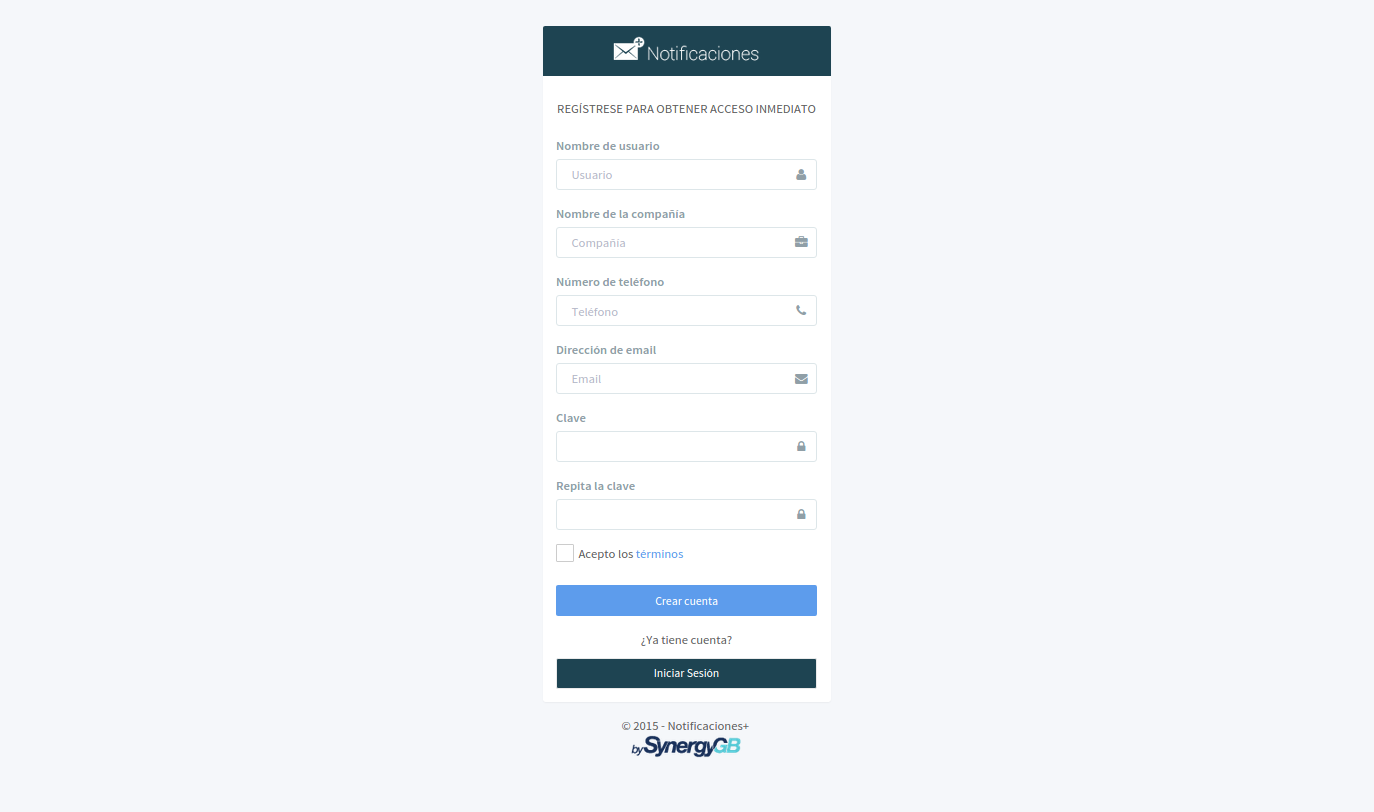 Notificaciones
REGÍSTRESE PARA OBTENER ACCESO INMEDIATO
Nombre de usuario
Usuario
Nombre de la compañía
Compañía
Número de teléfono
Teléfono
Dirección de email
Email
Clave
Repita la clave
Acepto los términos
Crear cuenta
¿Ya tiene cuenta?
Iniciar Sesión
© 2015 - Notificaciones+
by SynergyGB